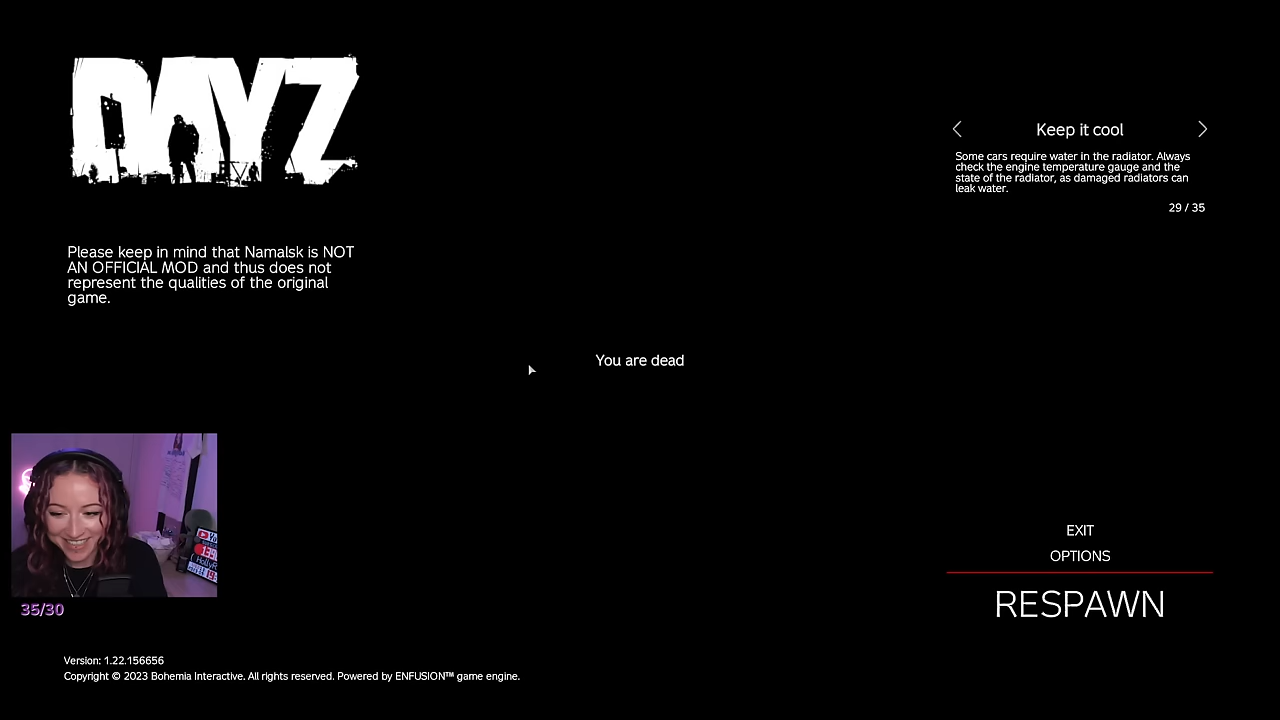 DAYZ
Keep it cool
Some cars require water in the radiator. Always
check the engine temperature gauge and the
state of the radiator, as damaged radiators can
leak water.
29 / 35
Please keep in mind that Namalsk is NOT
AN OFFICIAL MOD and thus does not
represent the qualities of the original
game.
You are dead
35/30
EXIT
OPTIONS
RESPAWN
Version: 1.22.156656
Copyright © 2023 Bohemia Interactive. All rights reserved. Powered by ENFUSION™ game engine.